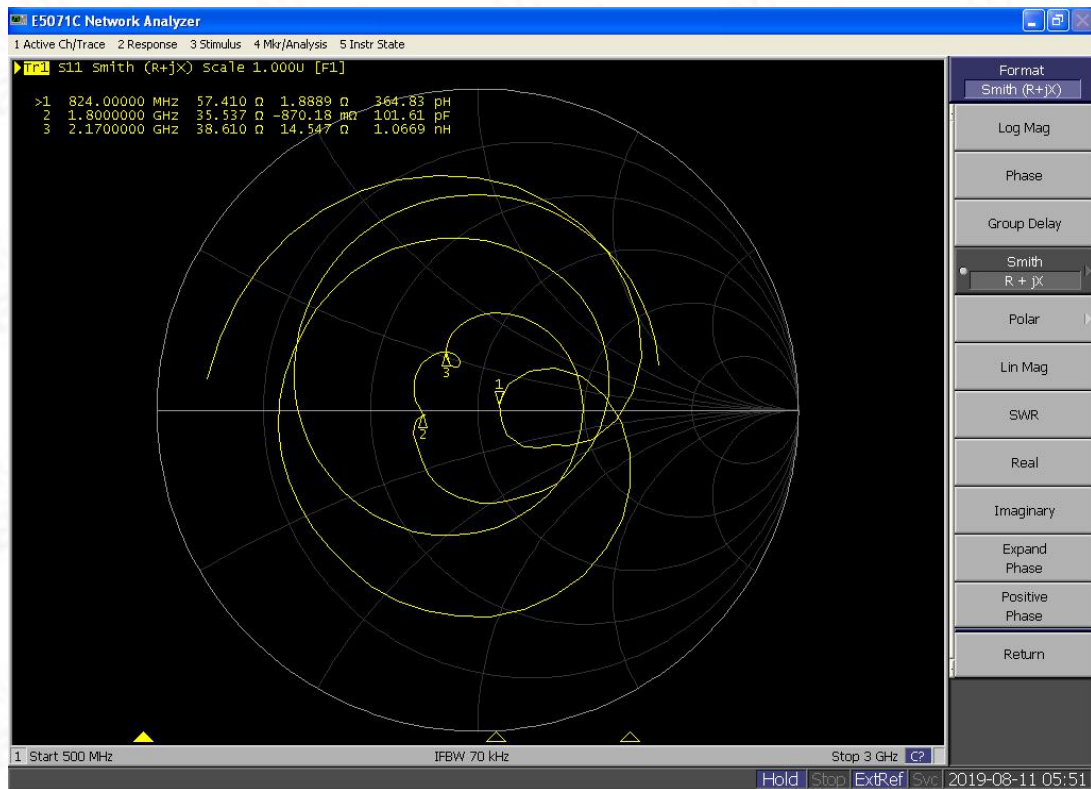 E5071C Network Analyzer
1 Active Ch/Trace 2 Response 3 Stimulus 4 Mkr/Analysis 5 Instr State
Tr1 S11 Smith (R+jX) Scale 1.000U [F1]
>1 824.00000 MHz 57.410 Ω 1.8889 Ω 364.83 pH
2 1.8000000 GHz 35.537 Ω -870.18 mΩ 101.61 pF
3 2.1700000 GHz 38.610 Ω 14.547 Ω 1.0669 nH
1
2
3
Format
Smith (R+jX)
Log Mag
Phase
Group Delay
Smith
R + jX
Polar
Lin Mag
SWR
Real
Imaginary
Expand
Phase
Positive
Phase
Return
1 Start 500 MHz IFBW 70 kHz Stop 3 GHz C?
Hold Stop ExtRef Svc 2019-08-11 05:51